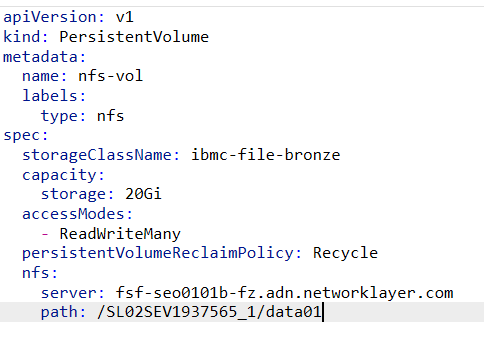 apiVersion: v1
kind: PersistentVolume
metadata:
  name: nfs-vol
  labels:
    type: nfs
spec:
  storageClassName: ibmc-file-bronze
  capacity:
    storage: 20Gi
  accessModes:
    - ReadWriteMany
  persistentVolumeReclaimPolicy: Recycle
  nfs:
    server: fsf-seo0101b-fz.adn.networklayer.com
    path: /SL02SEV1937565_1/data01